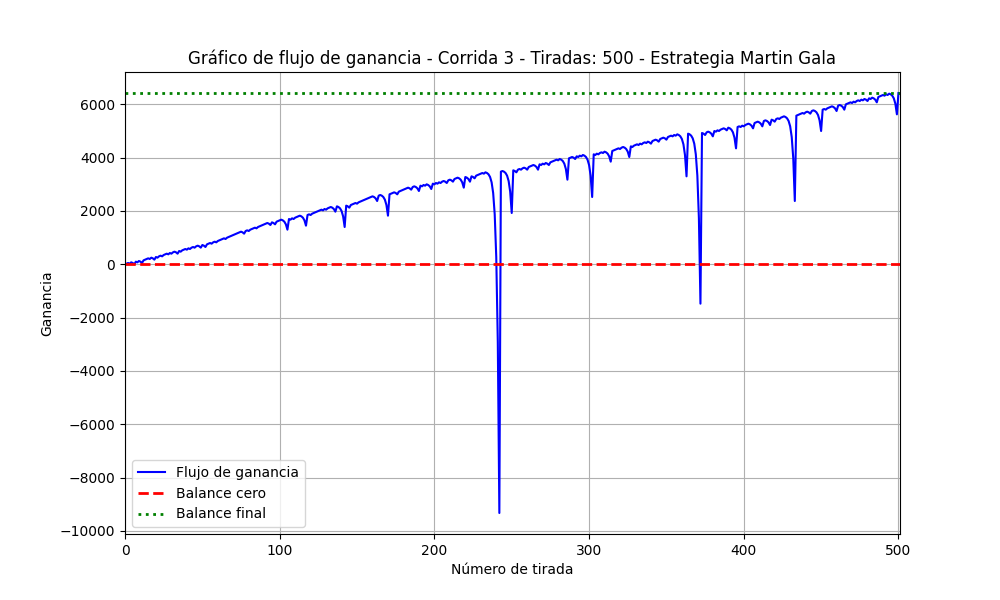 Gráfico de flujo de ganancia - Corrida 3 - Tiradas: 500 - Estrategia Martin Gala
Ganancia
6000
4000
2000
0
−2000
−4000
−6000
−8000
−10000
Flujo de ganancia
Balance cero
Balance final
0 100 200 300 400 500
Número de tirada